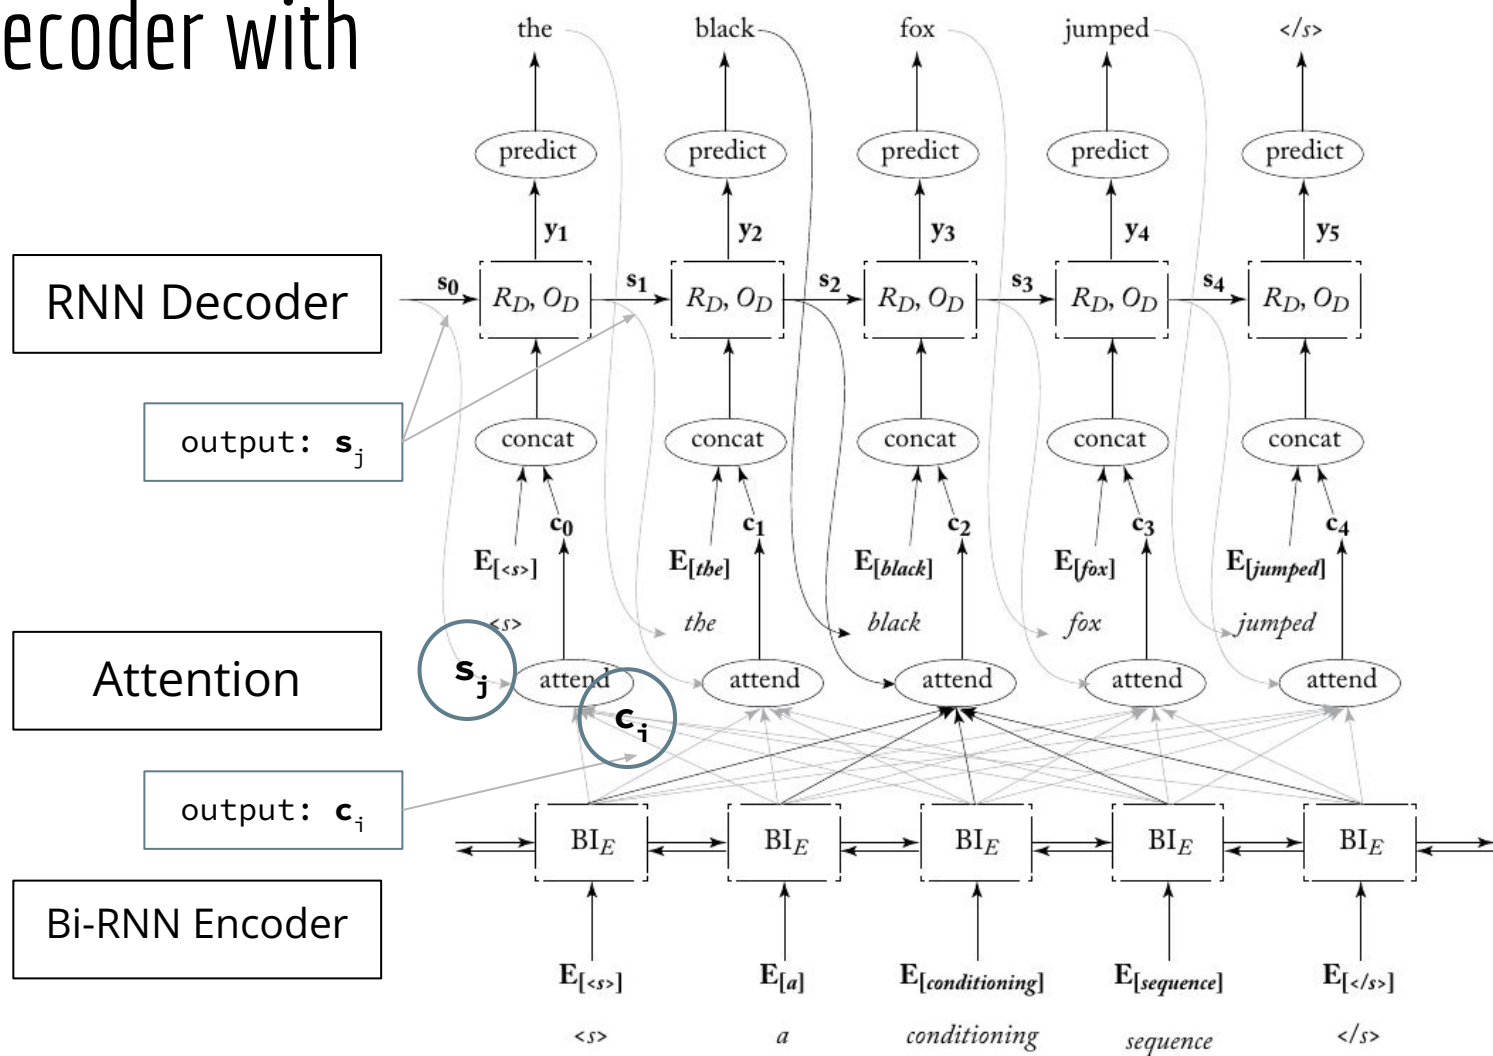 ecoder with
the black fox jumped </s>
predict predict predict predict predict
y1 y2 y3 y4 y5
RNN Decoder
s0 s1 s2 s3 s4
RD, OD RD, OD RD, OD RD, OD RD, OD
output: sj
concat concat concat concat concat
c0 c1 c2 c3 c4
E[<s>] E[the] E[black] E[fox] E[jumped]
<s> the black fox jumped
Attention
sj
attend attend attend attend attend
ci
output: ci
BIE BIE BIE BIE BIE
Bi-RNN Encoder
E[<s>] E[a] E[conditioning] E[sequence] E[</s>]
<s> a conditioning sequence </s>